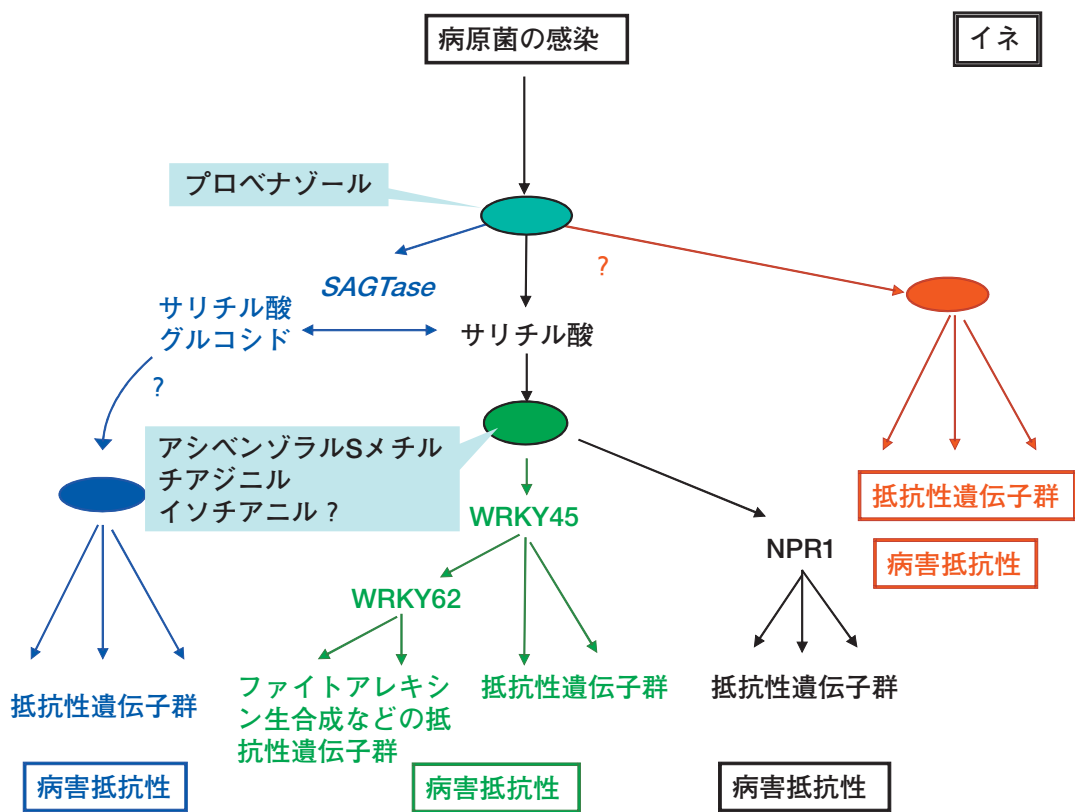 病原菌の感染
イネ
プロベナゾール
?
SAGTase
サリチル酸
グルコシド
サリチル酸
?
アシベンゾラルSメチル
チアジニル
イソチアニル?
WRKY45
抵抗性遺伝子群
病害抵抗性
NPR1
WRKY62
抵抗性遺伝子群
ファイトアレキシ
ン生合成などの抵
抗性遺伝子群
抵抗性遺伝子群
抵抗性遺伝子群
病害抵抗性
病害抵抗性
病害抵抗性